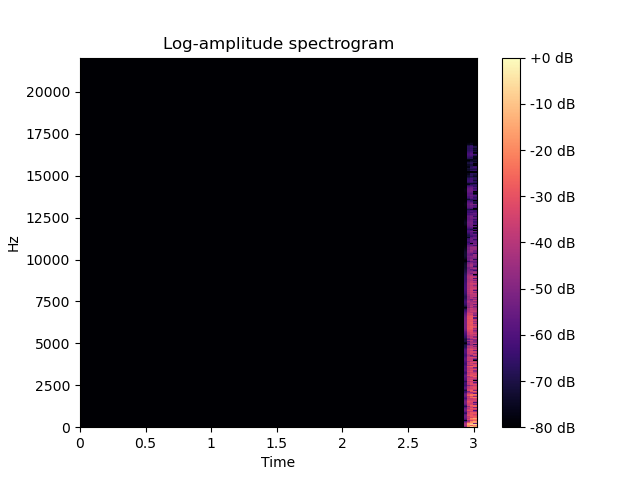 Log-amplitude spectrogram
Hz
20000
17500
15000
12500
10000
7500
5000
2500
0
0 0.5 1 1.5 2 2.5 3
Time
+0 dB
-10 dB
-20 dB
-30 dB
-40 dB
-50 dB
-60 dB
-70 dB
-80 dB